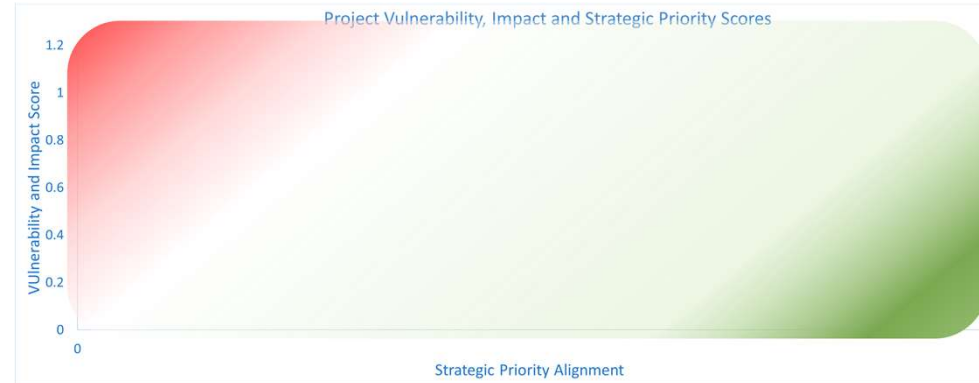 Project Vulnerability, Impact and Strategic Priority Scores
VUlnerability and Impact Score
1.2
1
0.8
0.6
0.4
0.2
0
0
Strategic Priority Alignment